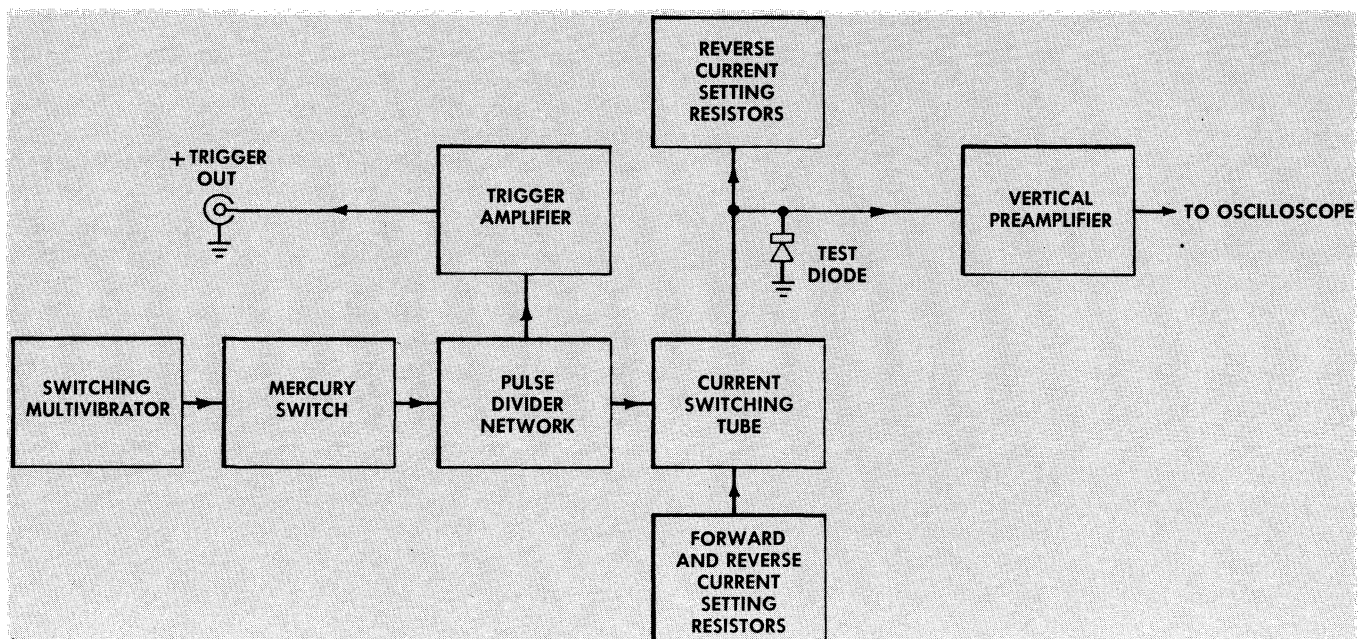 REVERSE
CURRENT
SETTING
RESISTORS
+ TRIGGER
OUT
TRIGGER
AMPLIFIER
VERTICAL
PREAMPLIFIER
TO OSCILLOSCOPE
TEST
DIODE
SWITCHING
MULTIVIBRATOR
MERCURY
SWITCH
PULSE
DIVIDER
NETWORK
CURRENT
SWITCHING
TUBE
FORWARD
AND REVERSE
CURRENT
SETTING
RESISTORS